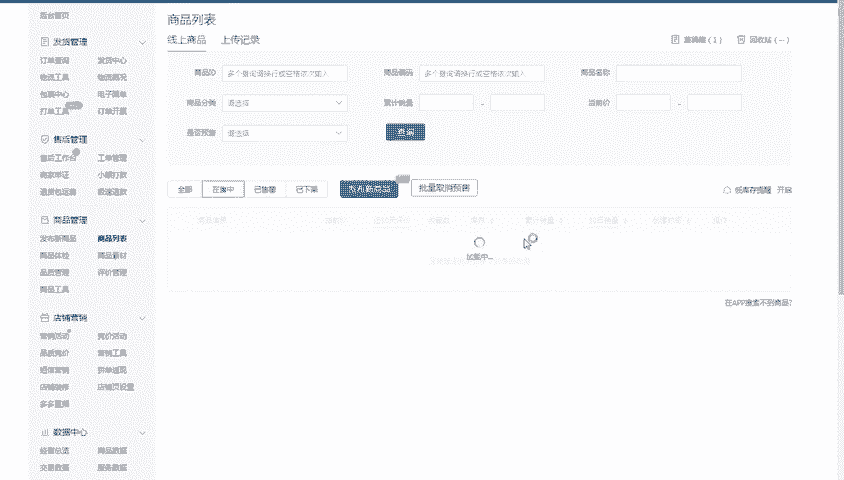 后台首页
发货管理
订单查询 发货中心
物流工具 物流概况
包裹中心 电子面单
打单工具 订单开票
售后管理
售后工作台 工单管理
商家举证 小额打款
退货包运费 极速退款
商品管理
发布新商品 商品列表
商品体检 商品素材
品质管理 评价管理
商品工具
店铺营销
营销活动 竞价活动
营销工具
短信营销 拼单返现
店铺装修 店铺页设置
多多直播
数据中心
经营总览 商品数据
交易数据 服务数据
商品列表
线上商品 上传记录
草稿箱 ( 1 ) 回收站
商品ID 多个查询请换行或空格依次输入
商品编码 多个查询请换行或空格依次输入
商品名称
商品分类 请选择
累计销量 -
当前价 -
是否预售 请选择
查询
全部 在售中 已售罄 已下架
发布新商品 批量取消预售
低库存提醒 开启
加载中...
在APP搜索不到商品?